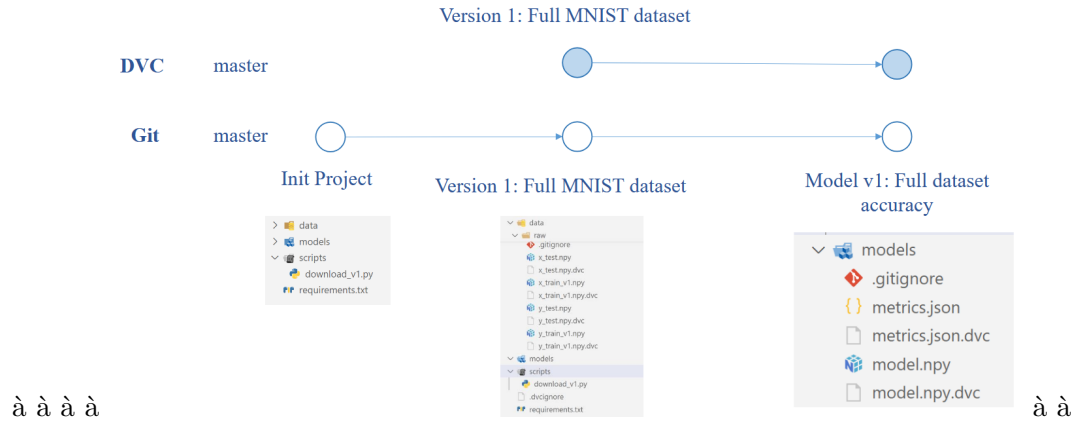 Version 1: Full MNIST dataset
DVC master
Git master
Init Project
Version 1: Full MNIST dataset
Model v1: Full dataset
accuracy
data
models
scripts
download_v1.py
requirements.txt
data
raw
.gitignore
x_test.npy
x_test.npy.dvc
x_train_v1.npy
x_train_v1.npy.dvc
y_test.npy
y_test.npy.dvc
y_train_v1.npy
y_train_v1.npy.dvc
models
scripts
download_v1.py
.dvcignore
requirements.txt
models
.gitignore
metrics.json
metrics.json.dvc
model.npy
model.npy.dvc
à à à à
à à